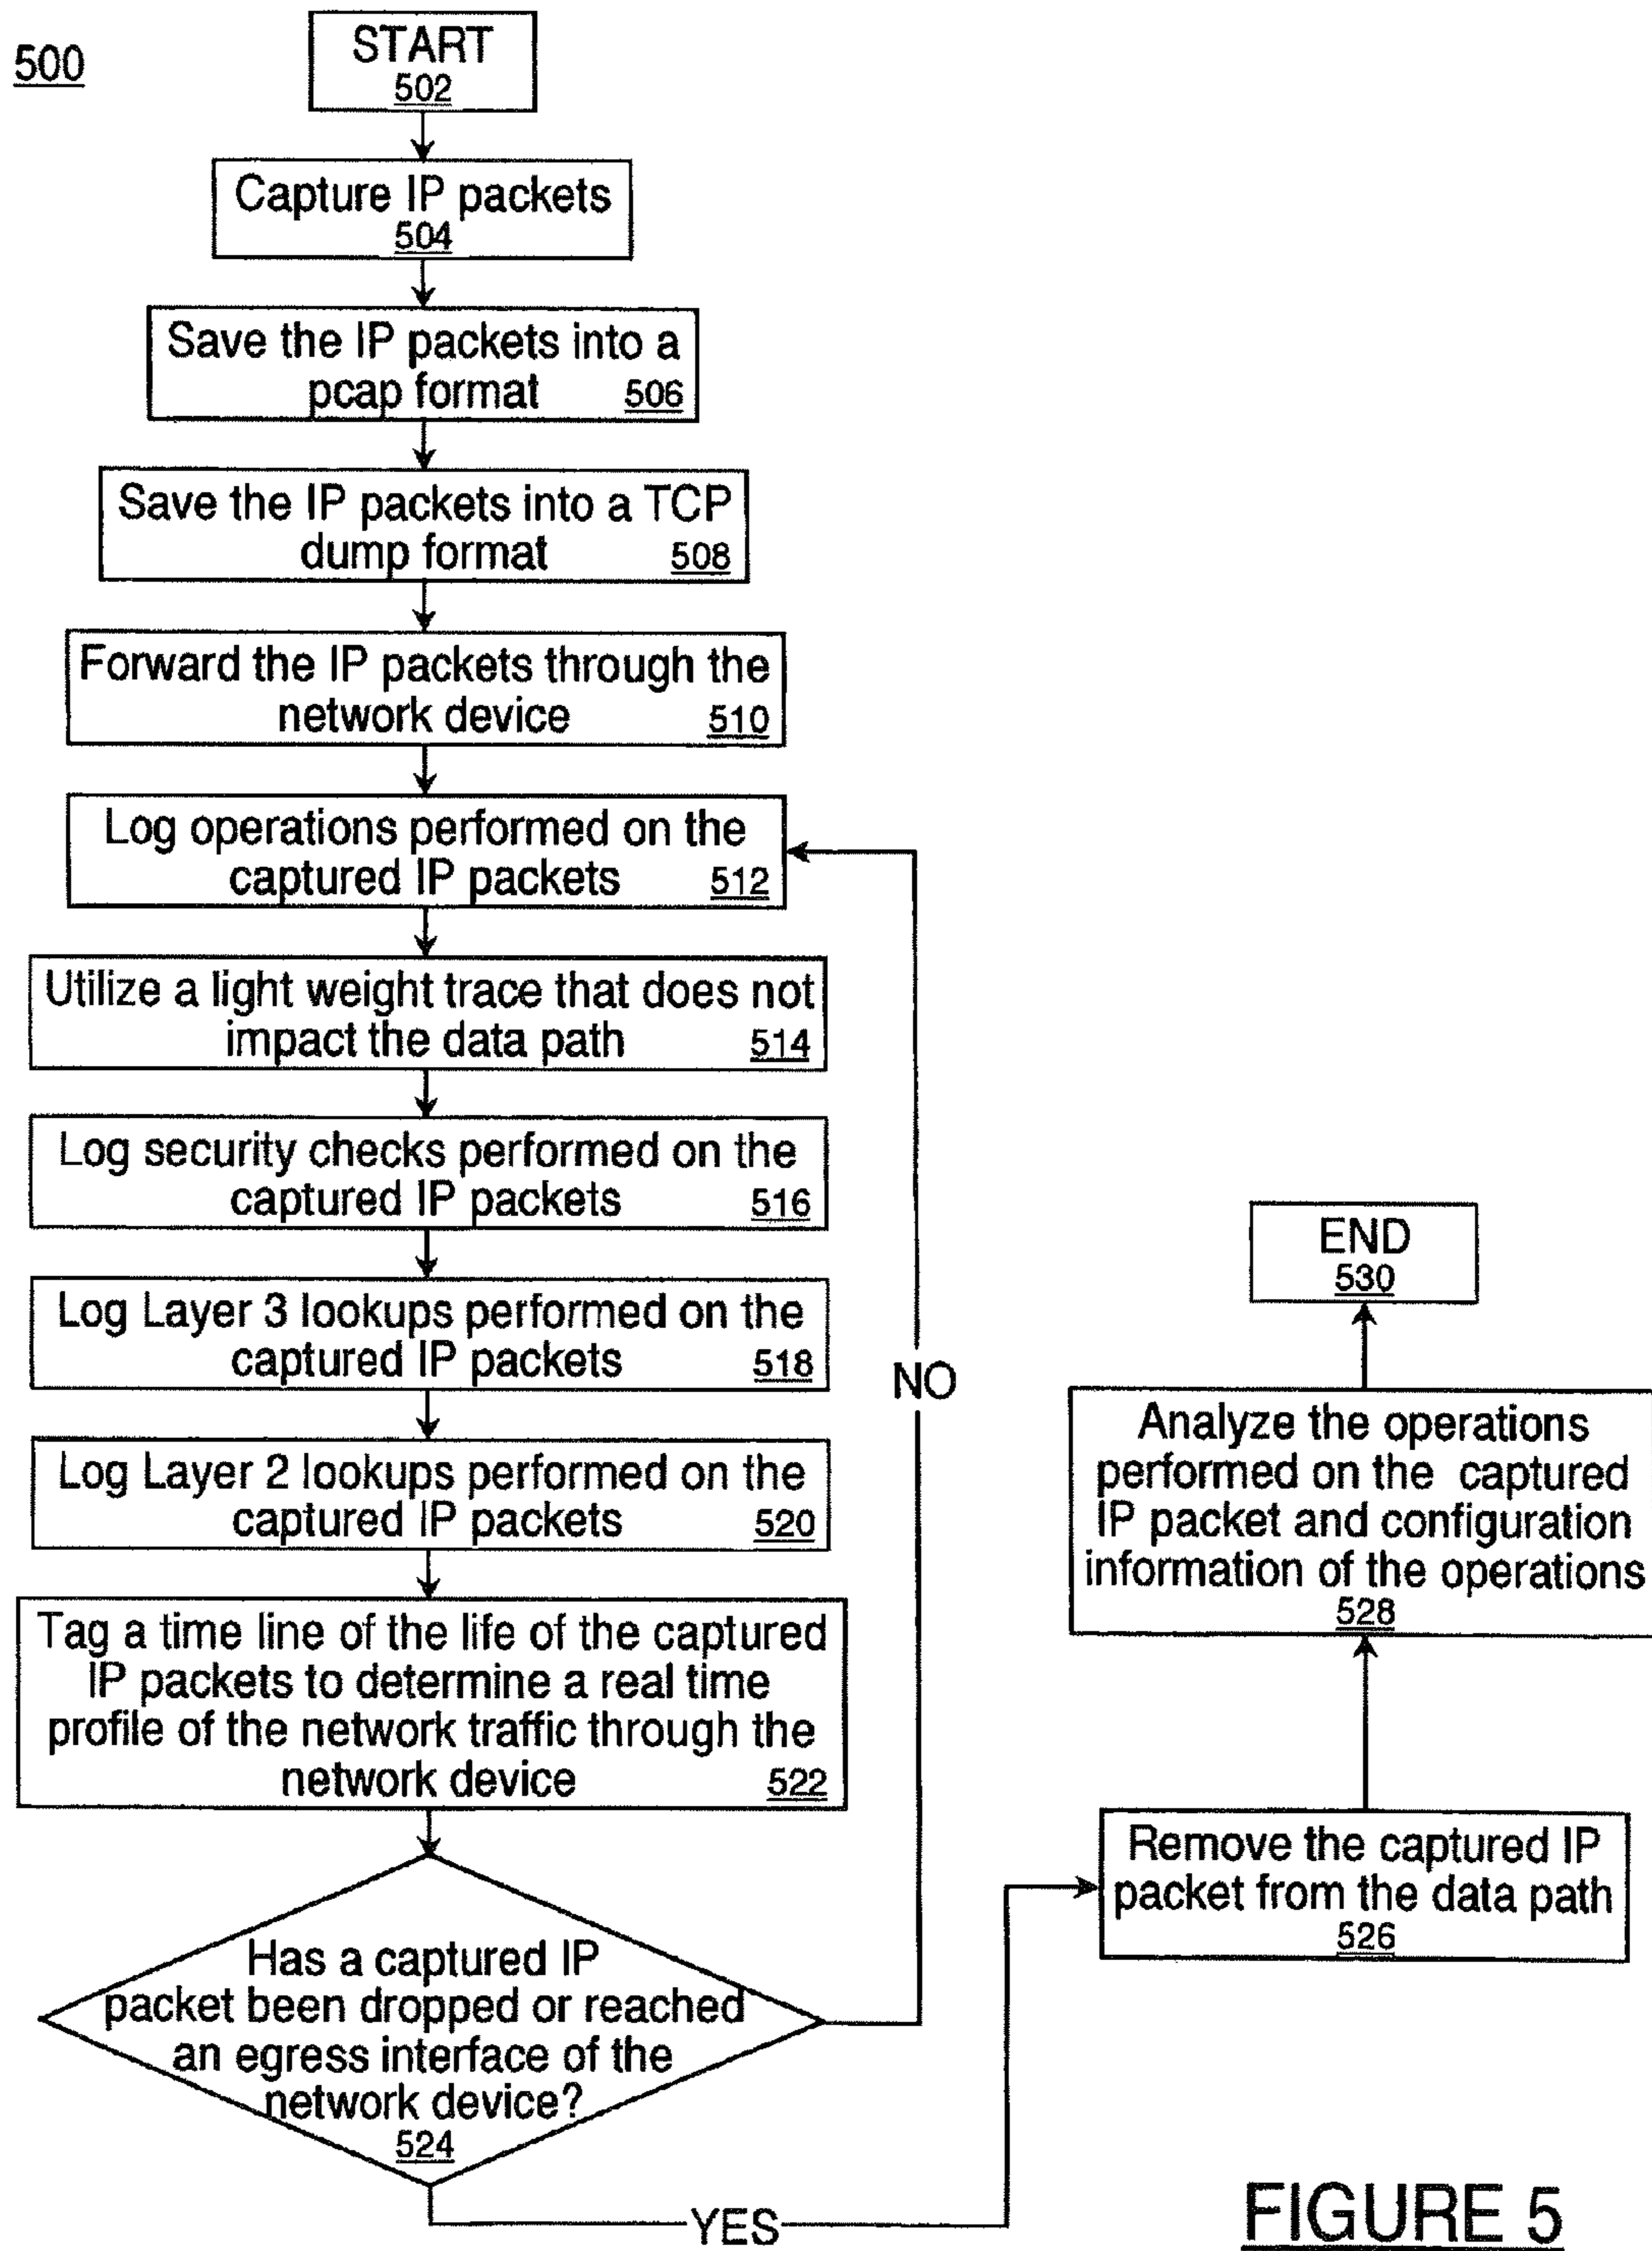 500
START
502
Capture IP packets
504
Save the IP packets into a
pcap format 506
Save the IP packets into a TCP
dump format 508
Forward the IP packets through the
network device 510
Log operations performed on the
captured IP packets 512
Utilize a light weight trace that does not
impact the data path 514
Log security checks performed on the
captured IP packets 516
Log Layer 3 lookups performed on the
captured IP packets 518
Log Layer 2 lookups performed on the
captured IP packets 520
Tag a time line of the life of the captured
IP packets to determine a real time
profile of the network traffic through the
network device 522
Has a captured IP
packet been dropped or reached
an egress interface of the
network device?
524
NO
YES
Remove the captured IP
packet from the data path
526
Analyze the operations
performed on the captured
IP packet and configuration
information of the operations
528
END
530
FIGURE 5